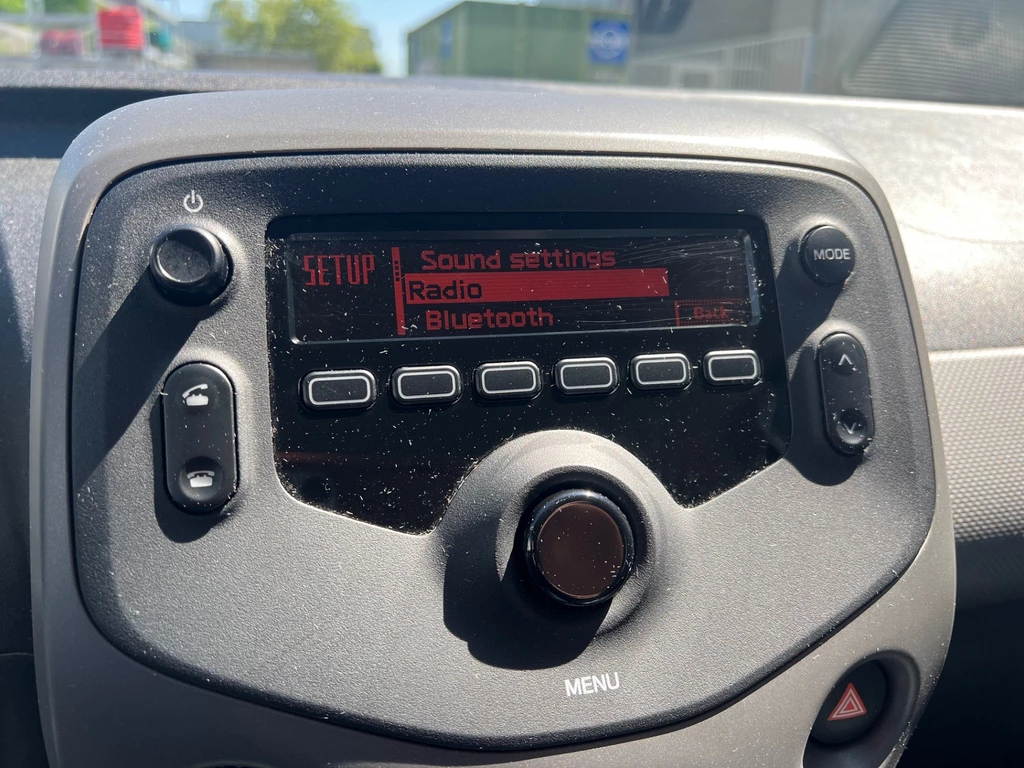 SETUP
Sound settings
Radio
Bluetooth
Back
MODE
MENU